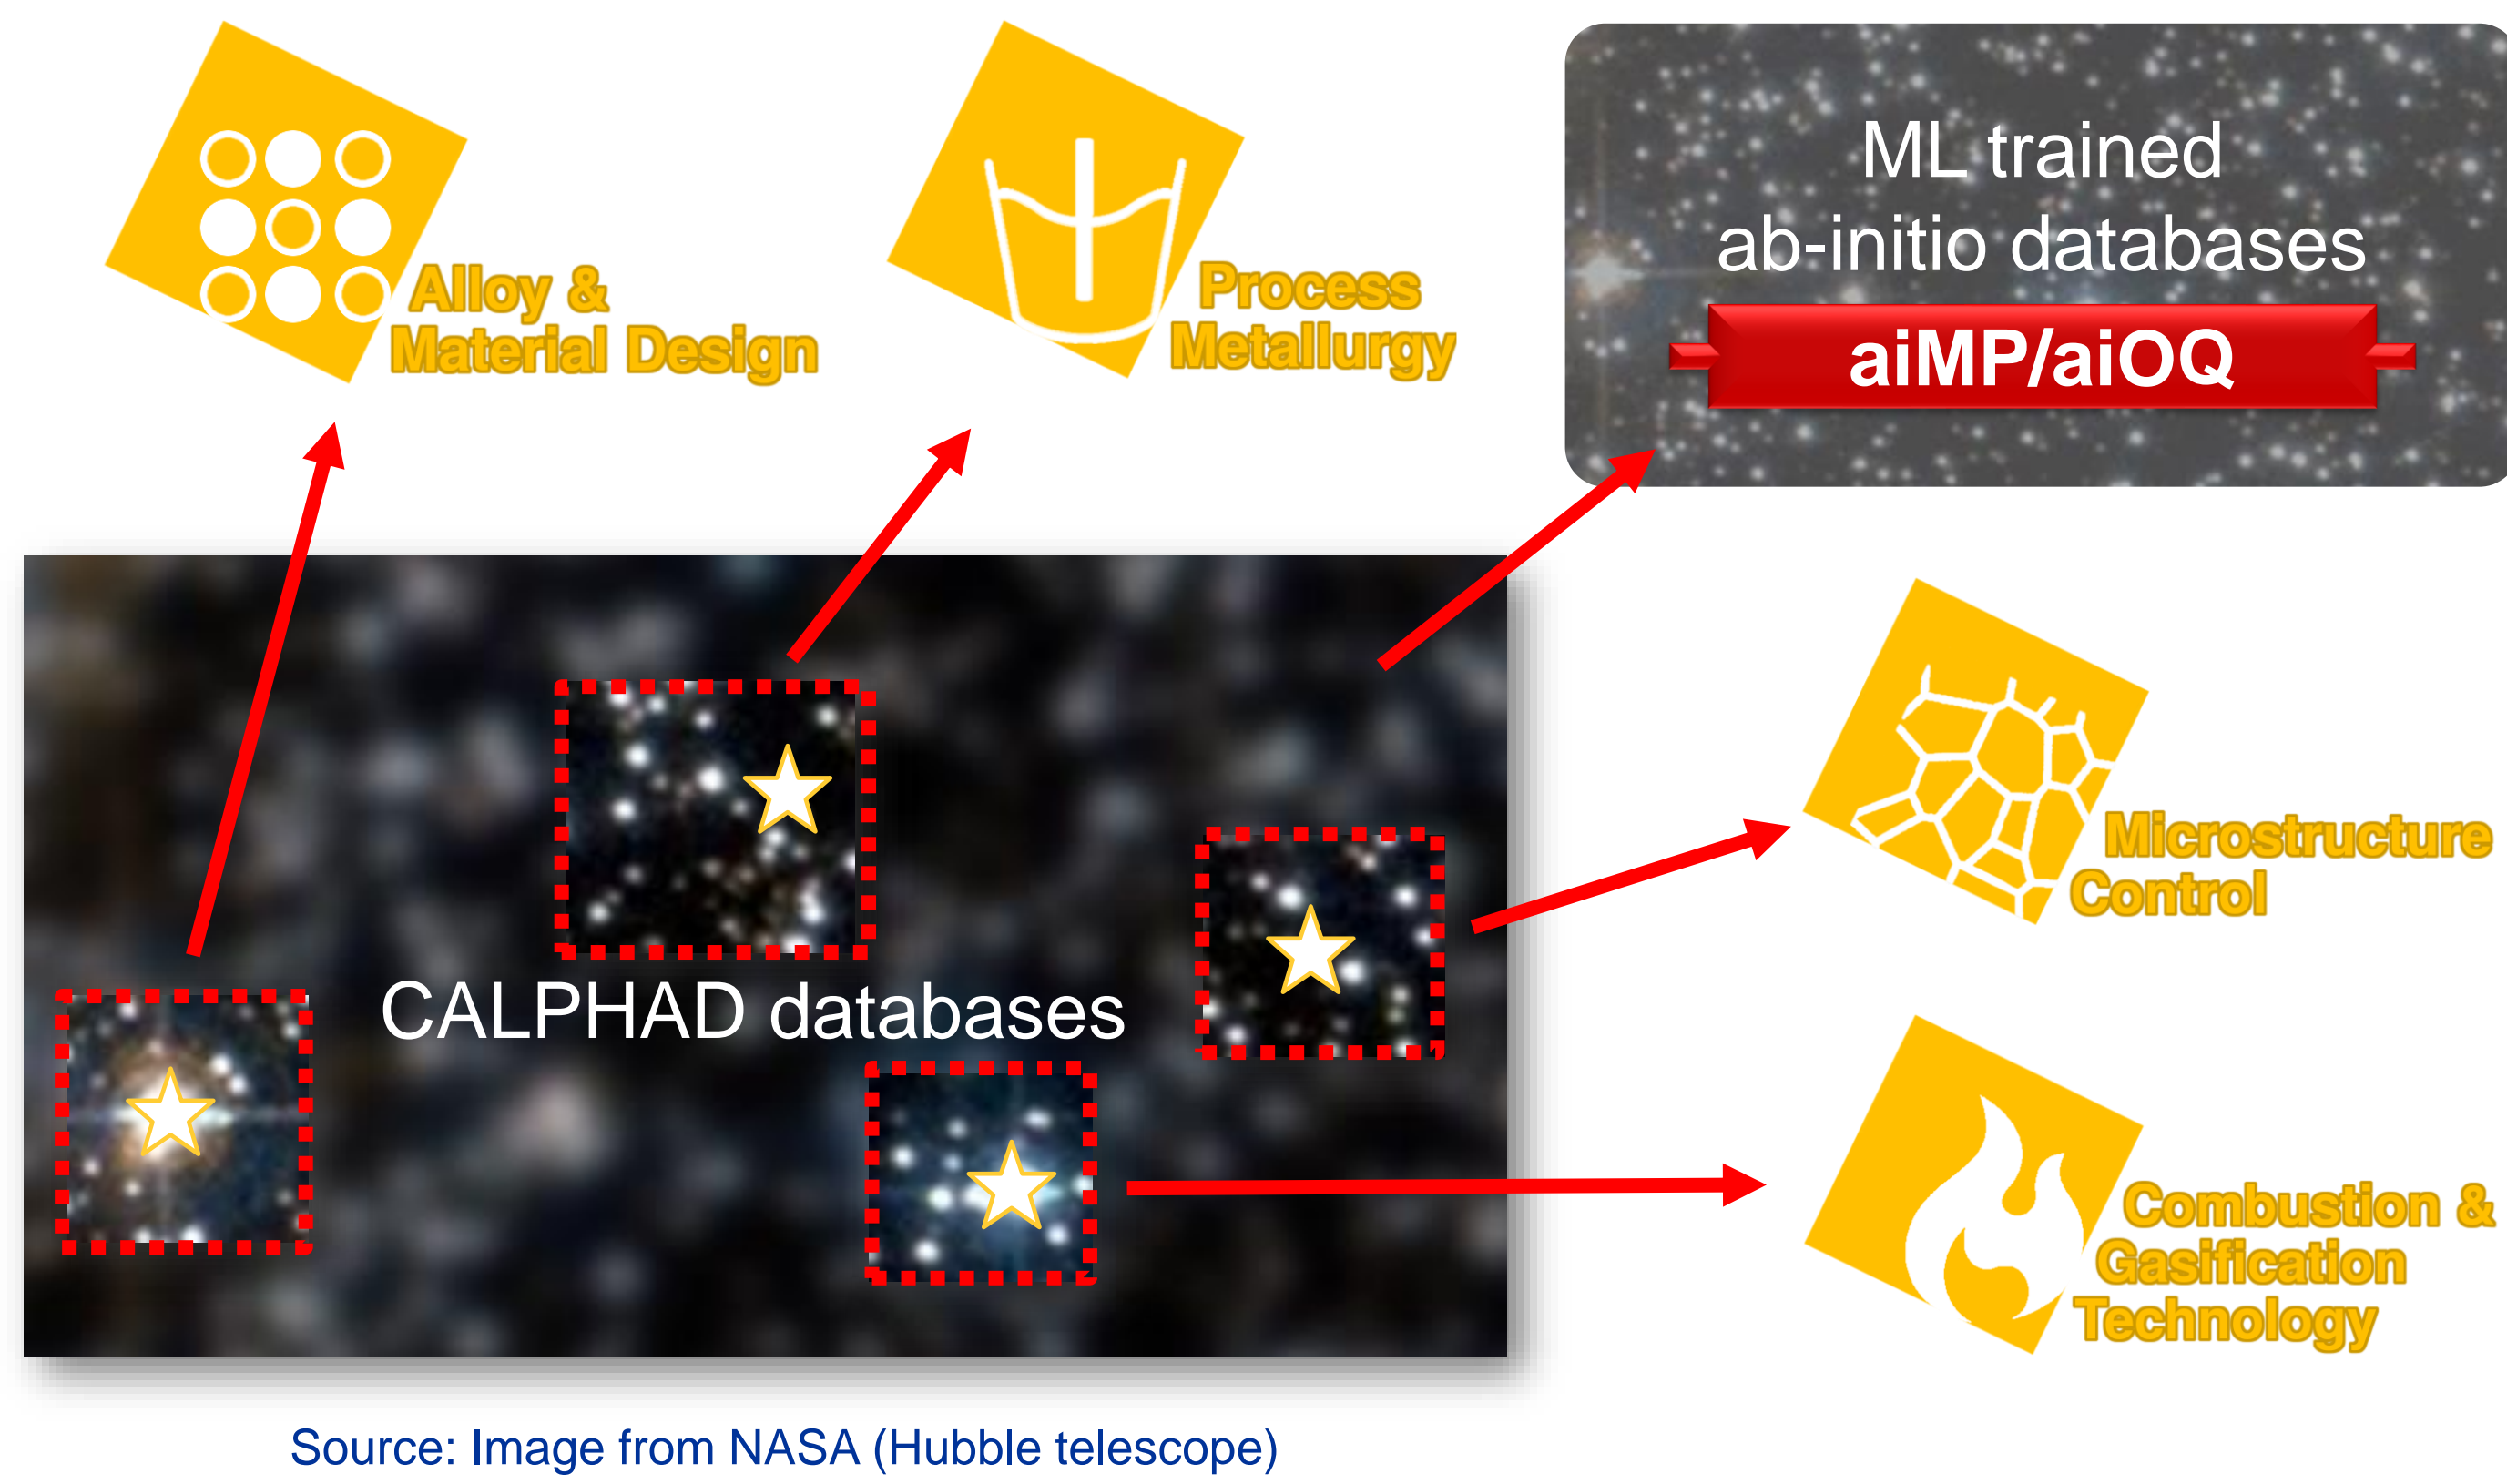 Alloy &
Material Design
Process
Metallurgy
ML trained
ab-initio databases
aiMP/aiOQ
CALPHAD databases
Microstructure
Control
Combustion &
Gasification
Technology
Source: Image from NASA (Hubble telescope)